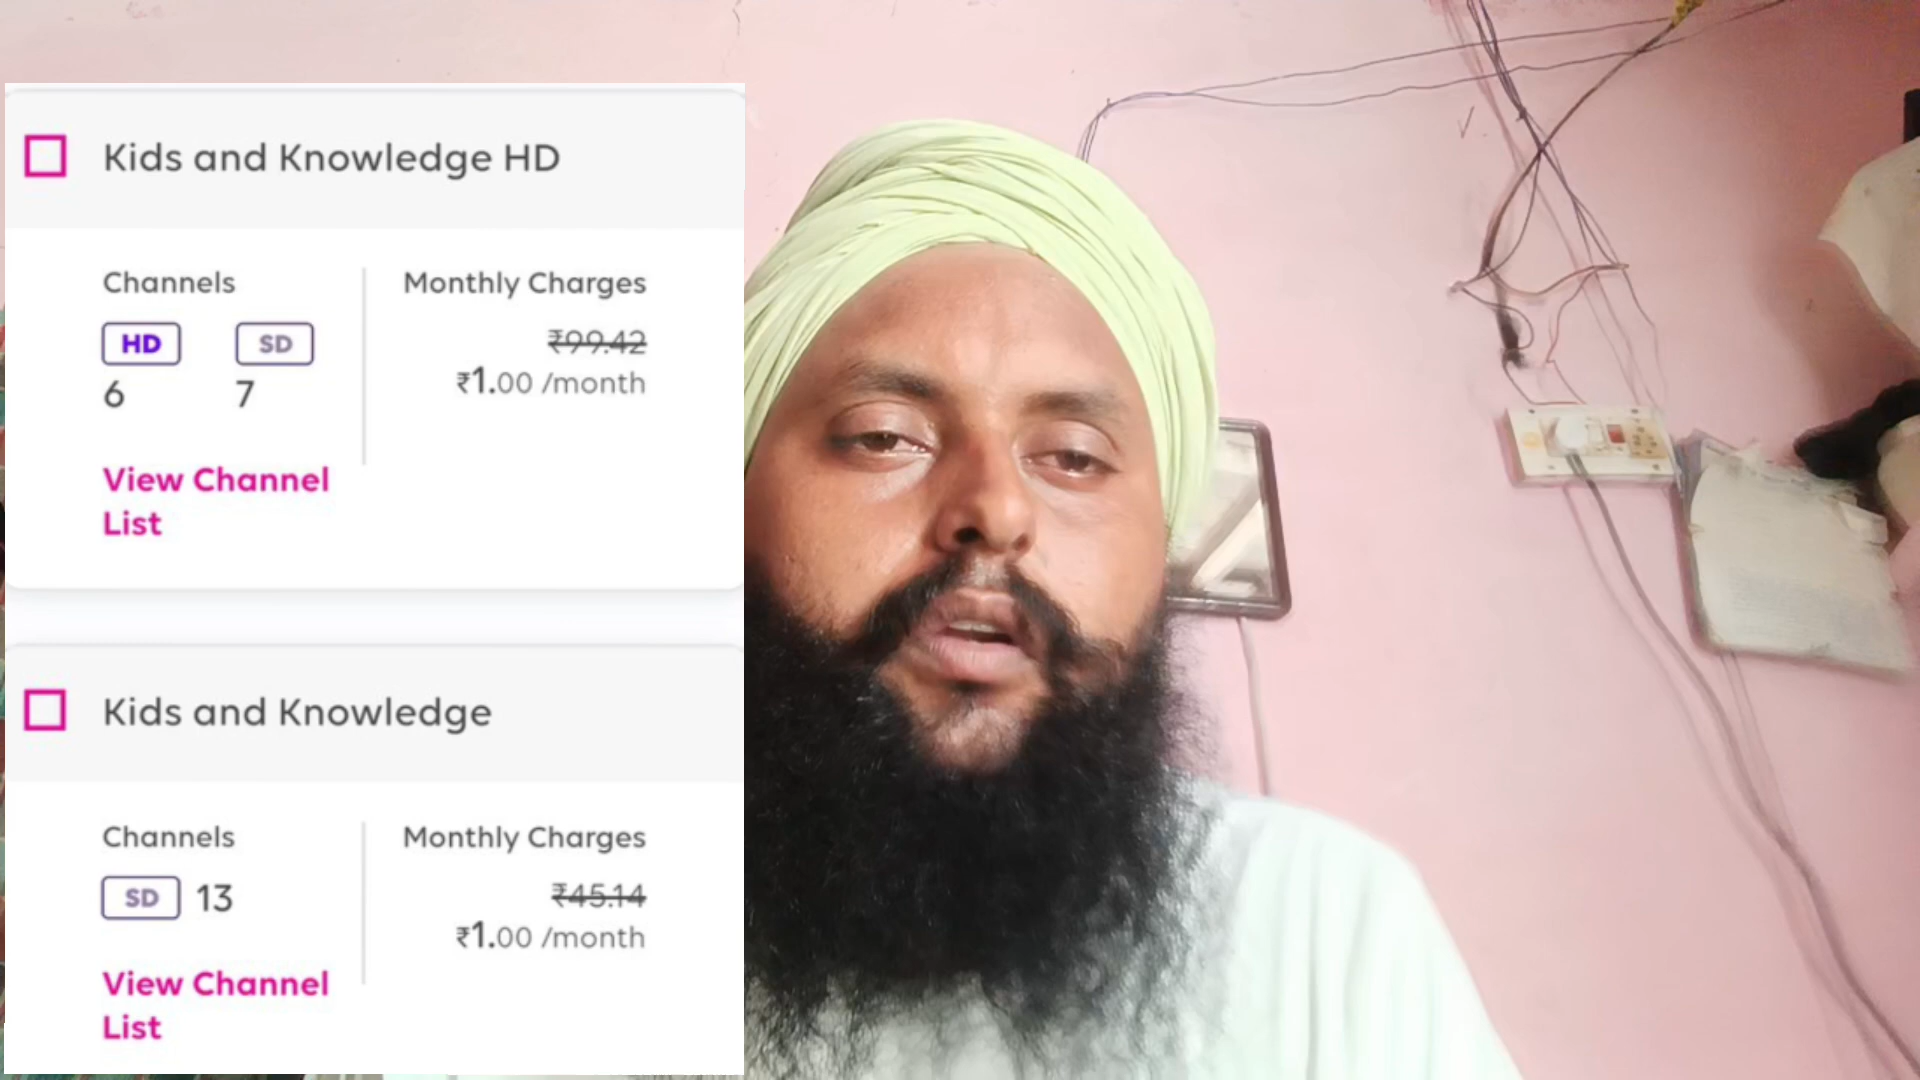 Kids and Knowledge HD
Channels
Monthly Charges
HD
SD
₹99.42
6
7
₹1.00 /month
View Channel
List
Kids and Knowledge
Channels
Monthly Charges
SD 13
₹45.14
₹1.00 /month
View Channel
List